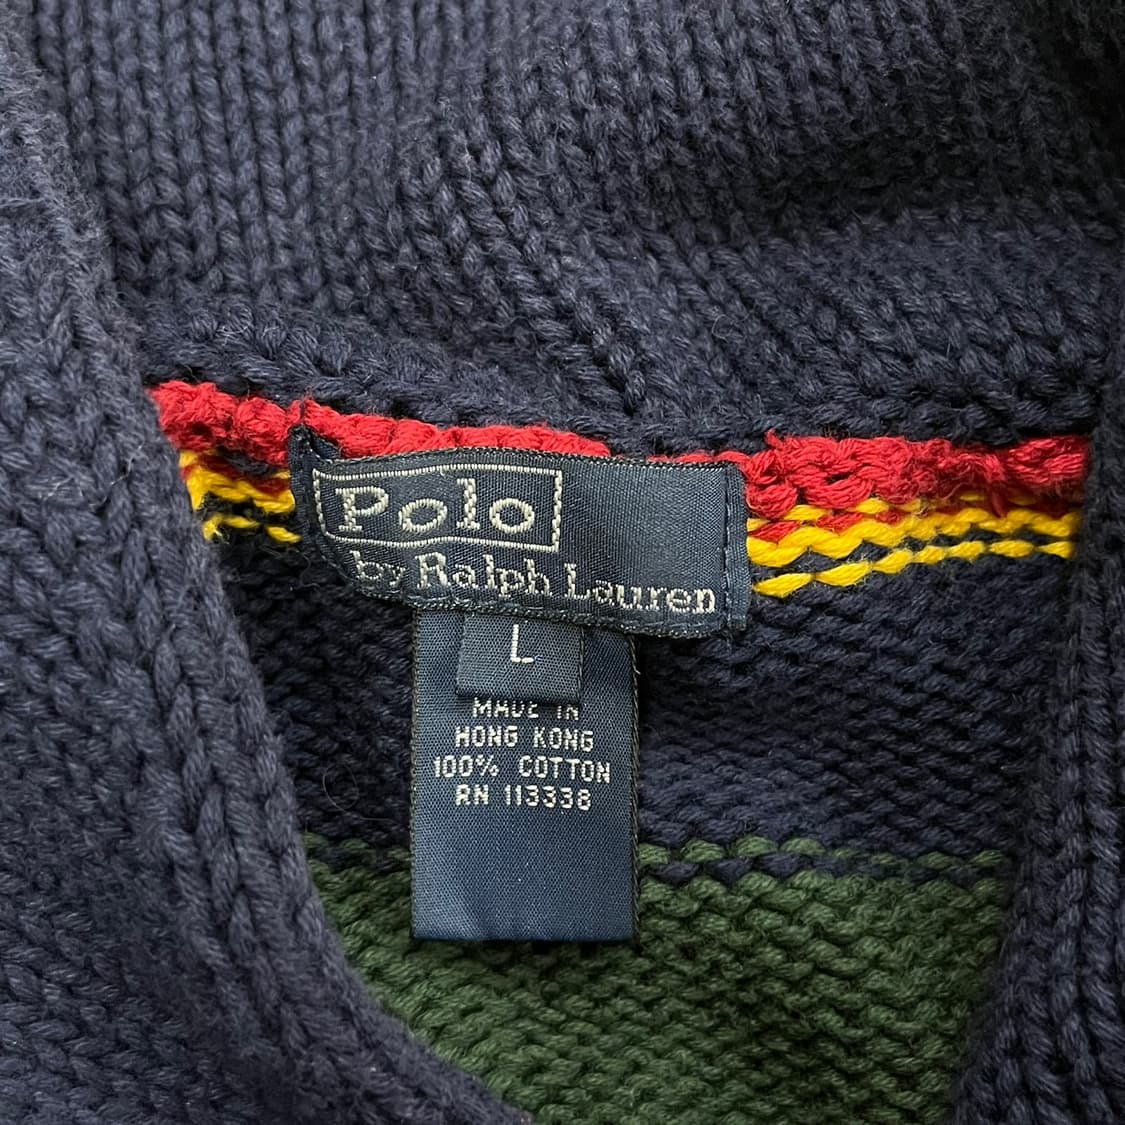 Polo
by Ralph Lauren
L
MADE IN
HONG KONG
100% COTTON
RN 113338